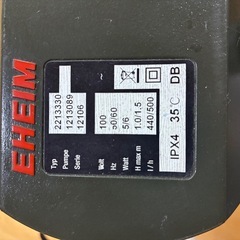 EHEIM
Typ 2213330
Pumpe 1213089
Serie 12106
Volt 100
Hz 50/60
Watt 5/6
H max m 1.0/1.5
l / h 440/500
IPX4 35°C DB